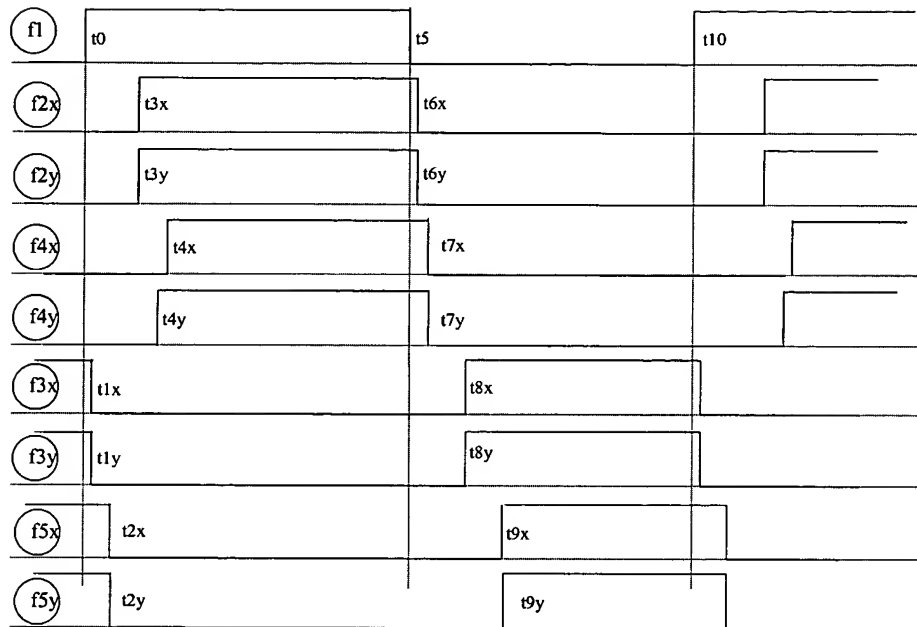 f1 t0 t5 t10
f2x t3x t6x
f2y t3y t6y
f4x t4x t7x
f4y t4y t7y
f3x t1x t8x
f3y t1y t8y
f5x t2x t9x
f5y t2y t9y